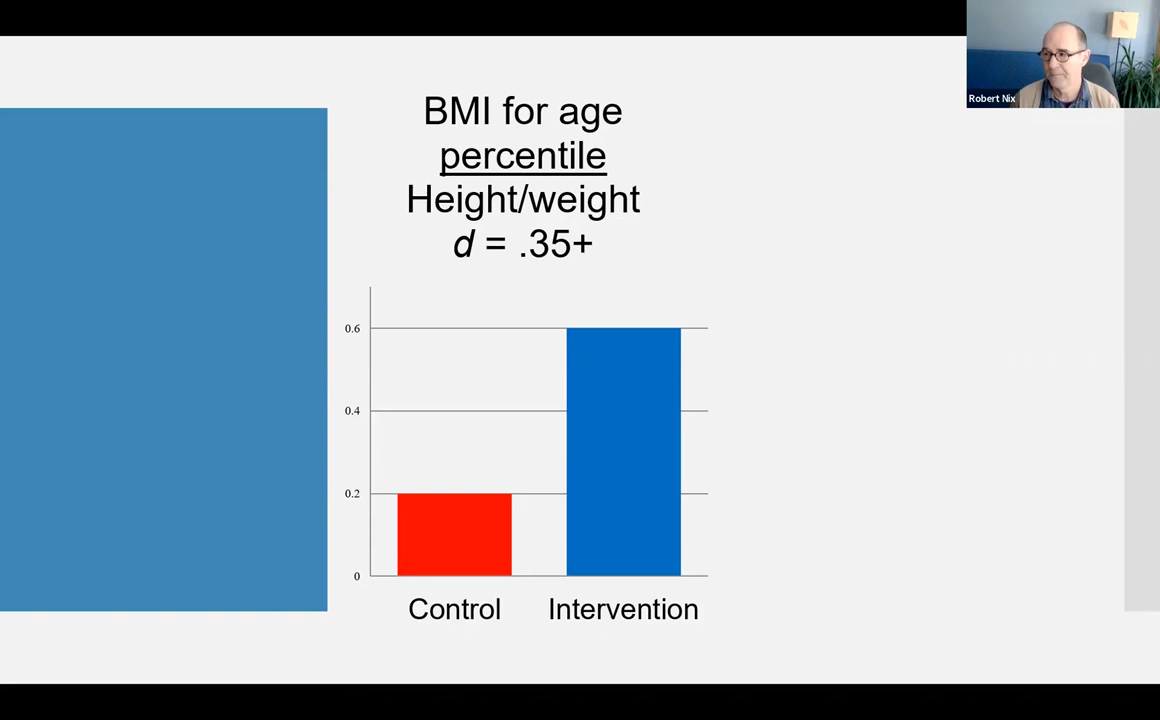 Robert Nix
BMI for age
percentile
Height/weight
d = .35+
0.6
0.4
0.2
0
Control
Intervention